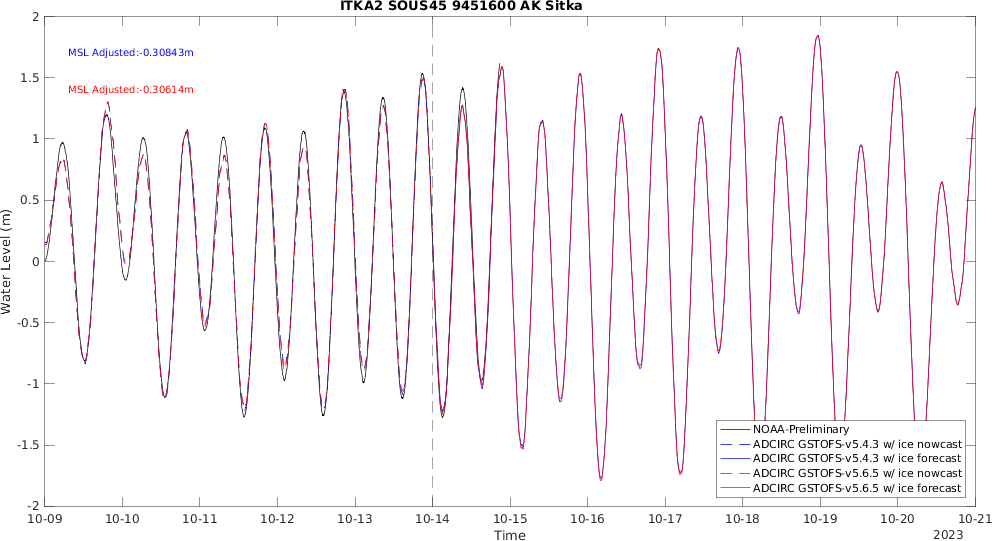 ITKA2 SOUS45 9451600 AK Sitka
MSL Adjusted:-0.30843m
MSL Adjusted:-0.30614m
Water Level (m)
2
1.5
1
0.5
0
-0.5
-1
-1.5
-2
NOAA-Preliminary
ADCIRC GSTOFS-v5.4.3 w/ ice nowcast
ADCIRC GSTOFS-v5.4.3 w/ ice forecast
ADCIRC GSTOFS-v5.6.5 w/ ice nowcast
ADCIRC GSTOFS-v5.6.5 w/ ice forecast
10-09 10-10 10-11 10-12 10-13 10-14 10-15 10-16 10-17 10-18 10-19 10-20 10-21
Time
2023